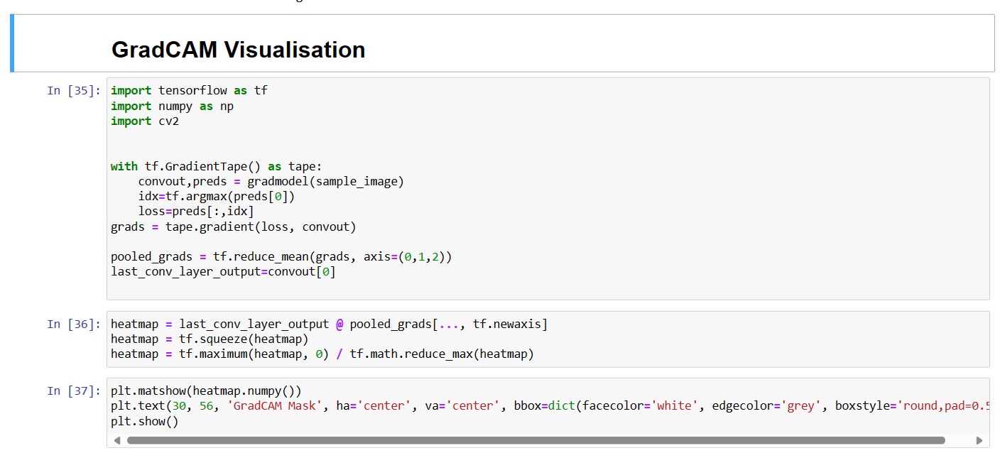 GradCAM Visualisation
In [35]:
import tensorflow as tf
import numpy as np
import cv2
with tf.GradientTape() as tape:
    convout,preds = gradmodel(sample_image)
    idx=tf.argmax(preds[0])
    loss=preds[:,idx]
grads = tape.gradient(loss, convout)
pooled_grads = tf.reduce_mean(grads, axis=(0,1,2))
last_conv_layer_output=convout[0]
In [36]:
heatmap = last_conv_layer_output @ pooled_grads[..., tf.newaxis]
heatmap = tf.squeeze(heatmap)
heatmap = tf.maximum(heatmap, 0) / tf.math.reduce_max(heatmap)
In [37]:
plt.matshow(heatmap.numpy())
plt.text(30, 56, 'GradCAM Mask', ha='center', va='center', bbox=dict(facecolor='white', edgecolor='grey', boxstyle='round,pad=0.5
plt.show()